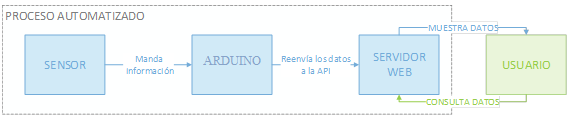 PROCESO AUTOMATIZADO
MUESTRA DATOS
SENSOR
Manda
Información
ARDUINO
Reenvía los datos
a la API
SERVIDOR
WEB
USUARIO
CONSULTA DATOS